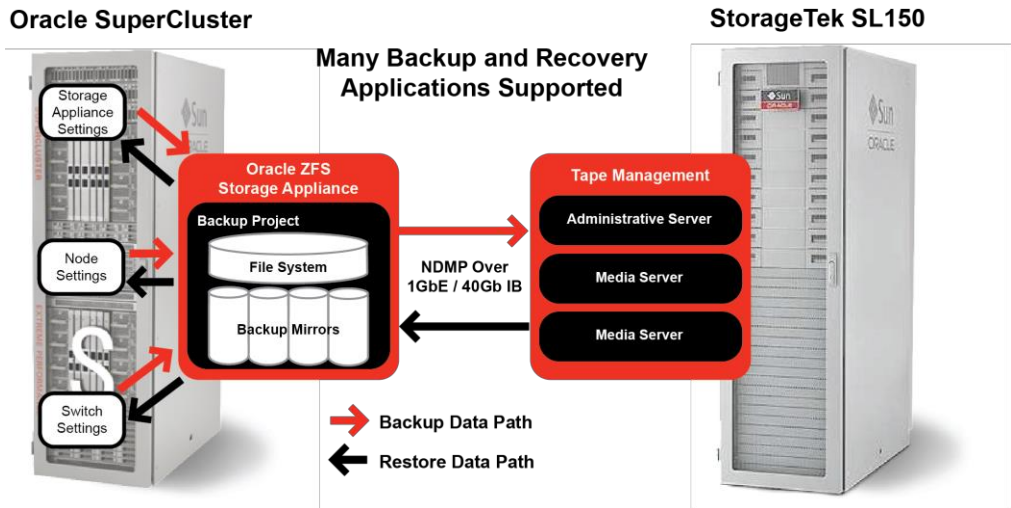 Oracle SuperCluster
StorageTek SL150
Many Backup and Recovery
Applications Supported
Storage
Appliance
Settings
Node
Settings
Switch
Settings
Oracle ZFS
Storage Appliance
Backup Project
File System
Backup Mirrors
NDMP Over
1GbE / 40Gb IB
Tape Management
Administrative Server
Media Server
Media Server
Backup Data Path
Restore Data Path
Sun
ORACLE
Sun
ORACLE
Sun
ORACLE
S